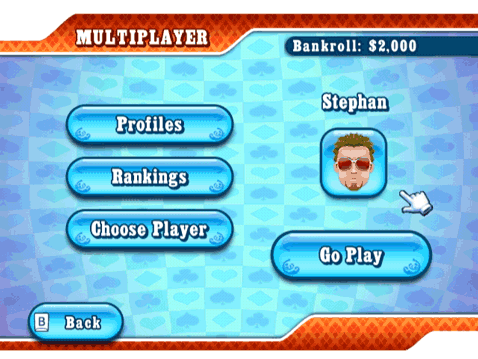 MULTIPLAYER
Bankroll: $2,000
Stephan
Profiles
Rankings
Choose Player
Go Play
B Back